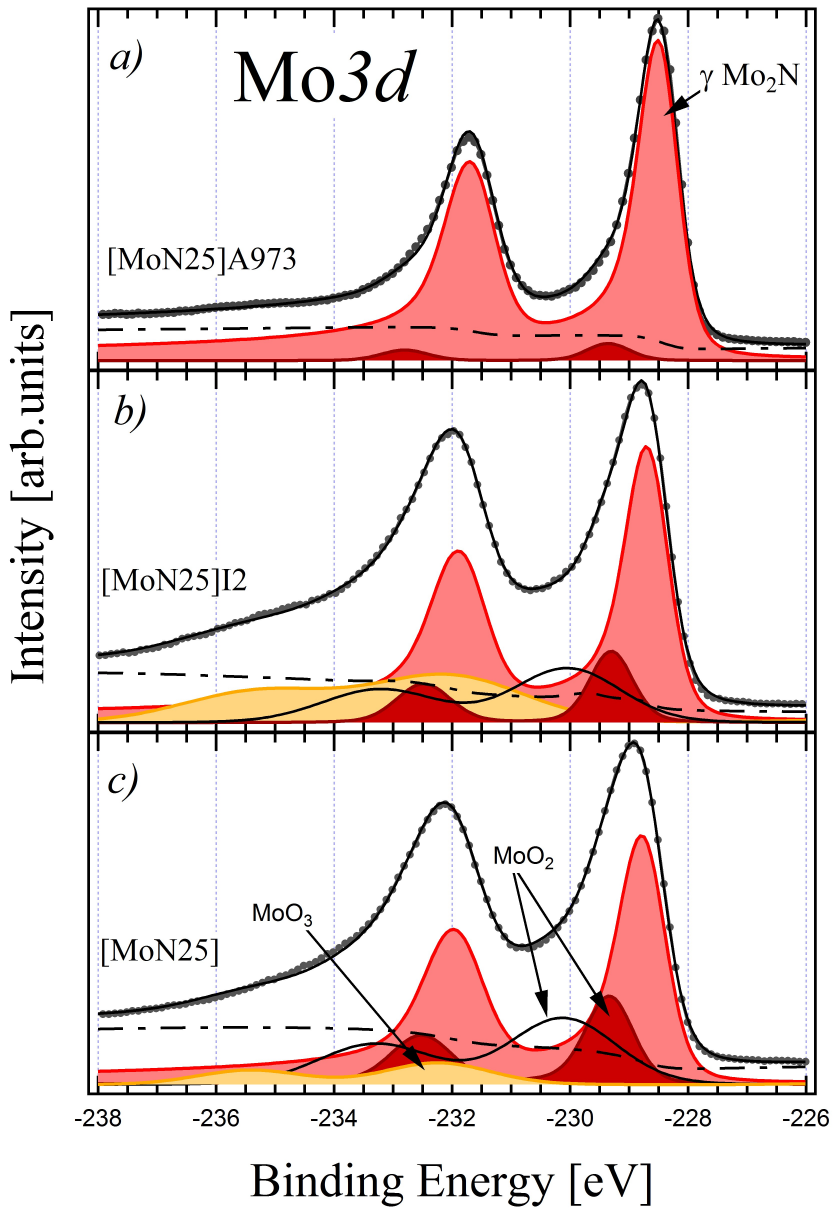 a)
Mo3d
γ Mo₂N
[MoN25]A973
b)
[MoN25]I2
c)
MoO₂
MoO₃
[MoN25]
Intensity [arb.units]
-238 -236 -234 -232 -230 -228 -226
Binding Energy [eV]